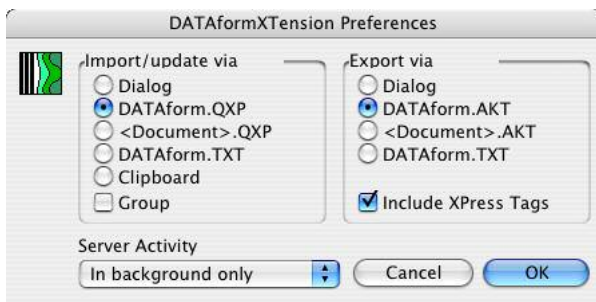 DATAformXTension Preferences
Import/update via
Dialog
DATAform.QXP
<Document>.QXP
DATAform.TXT
Clipboard
Group
Export via
Dialog
DATAform.AKT
<Document>.AKT
DATAform.TXT
Include XPress Tags
Server Activity
In background only
Cancel
OK